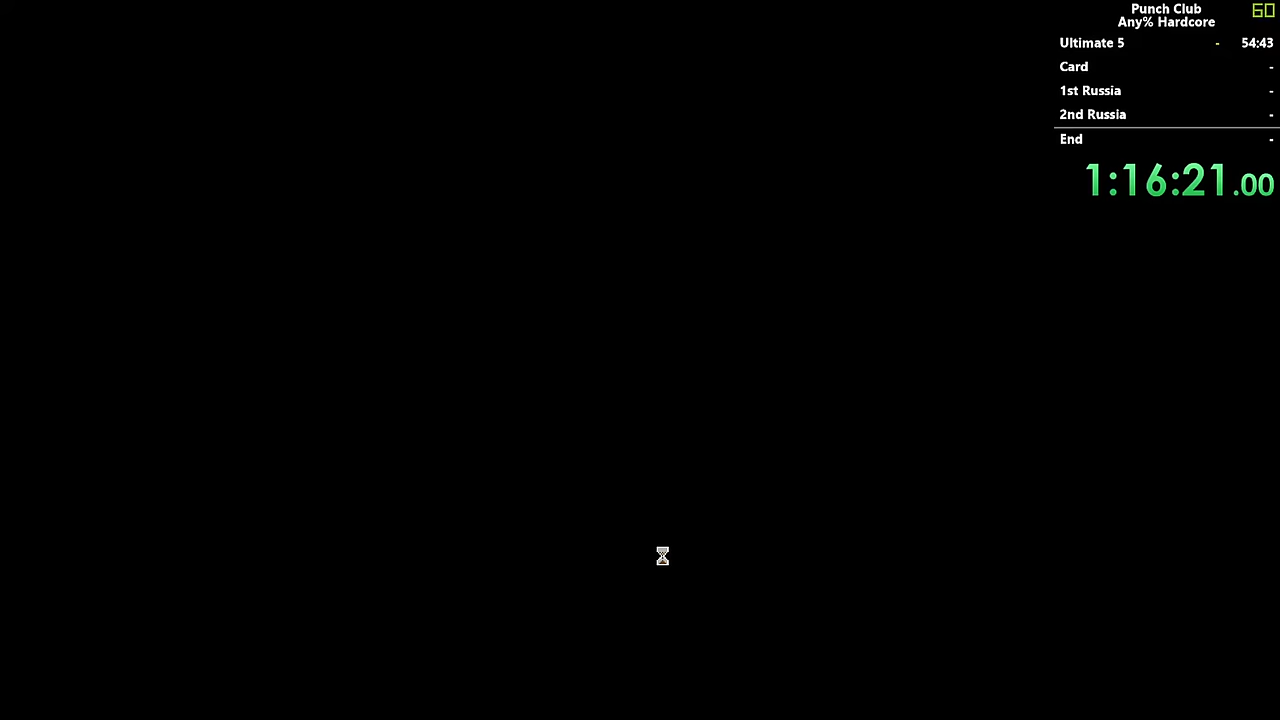 Punch Club
60
Any% Hardcore
Ultimate 5 - 54:43
Card -
1st Russia -
2nd Russia -
End -
1:16:21.00